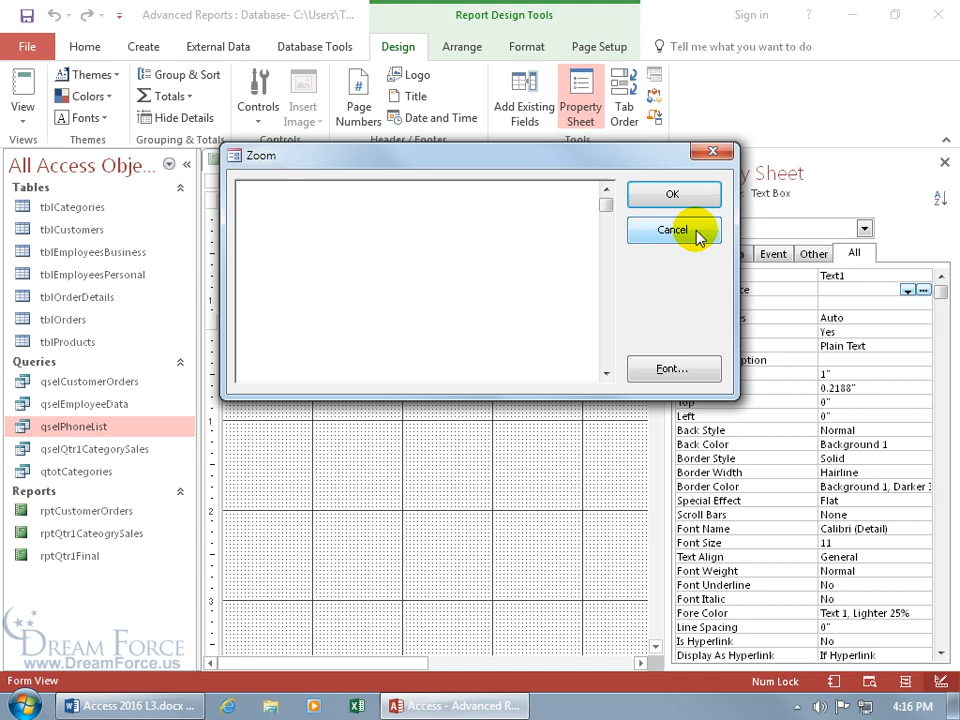 Advanced Reports : Database- C:\Users\T...
Report Design Tools
Sign in
?
File
Home
Create
External Data
Database Tools
Design
Arrange
Format
Page Setup
Tell me what you want to do
View
Views
Themes
Colors
Fonts
Themes
Group & Sort
Totals
Hide Details
Grouping & Total
Controls
Insert
Image
Page
Numbers
Logo
Title
Date and Time
Add Existing
Fields
Property
Sheet
Tab
Order
All Access Obje...
Tables
tblCategories
tblCustomers
tblEmployeesBusiness
tblEmployeesPersonal
tblOrderDetails
tblOrders
tblProducts
Queries
qselCustomerOrders
qselEmployeeData
qselPhoneList
qselQtr1CategorySales
qtotCategories
Reports
rptCustomerOrders
rptQtr1CateogrySales
rptQtr1Final
DREAM FORCE
www.DreamForce.us
Zoom
OK
Cancel
Font...
1
1
2
3
Sheet
Text Box
Event
Other
All
Text1
Auto
Yes
Plain Text
1"
0.2188"
0"
Left 0"
Back Style Normal
Back Color Background 1
Border Style Solid
Border Width Hairline
Border Color Background 1, Darker
Special Effect Flat
Scroll Bars None
Font Name Calibri (Detail)
Font Size 11
Text Align General
Font Weight Normal
Font Underline No
Font Italic No
Fore Color Text 1, Lighter 25%
Line Spacing 0"
Is Hyperlink No
Display As Hyperlink If Hyperlink
Form View
Num Lock
Access 2016 L3.docx ...
Access - Advanced R...
4:16 PM